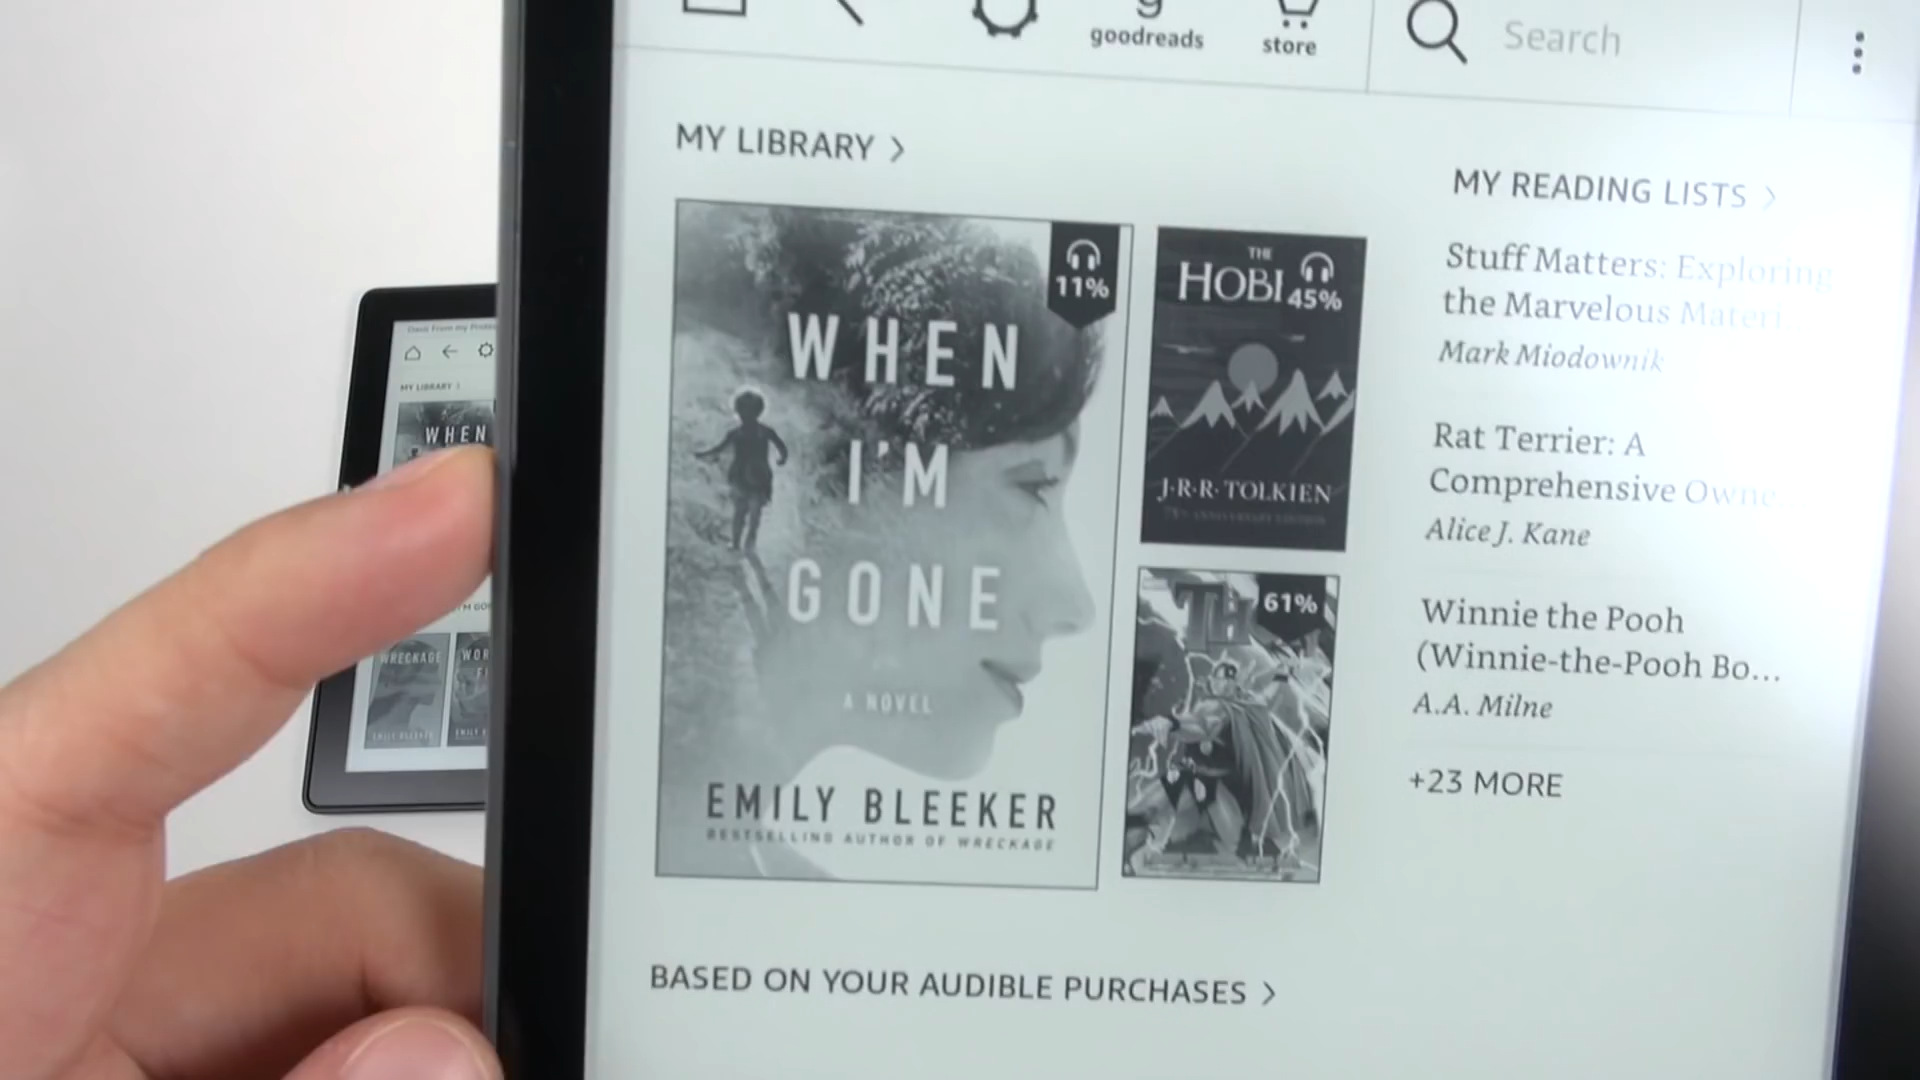 goodreads
store
Search
MY LIBRARY >
11%
WHEN
I'M
GONE
A NOVEL
EMILY BLEEKER
BESTSELLING AUTHOR OF WRECKAGE
THE
HOBI
45%
J·R·R· TOLKIEN
61%
MY READING LISTS >
Stuff Matters: Exploring
the Marvelous Materi
Mark Miodownik
Rat Terrier: A
Comprehensive Owne
Alice J. Kane
Winnie the Pooh
(Winnie-the-Pooh Bo...
A.A. Milne
+23 MORE
BASED ON YOUR AUDIBLE PURCHASES >
MY LIBRARY
WHEN
WRECKAGE
EMILY BLEEKER